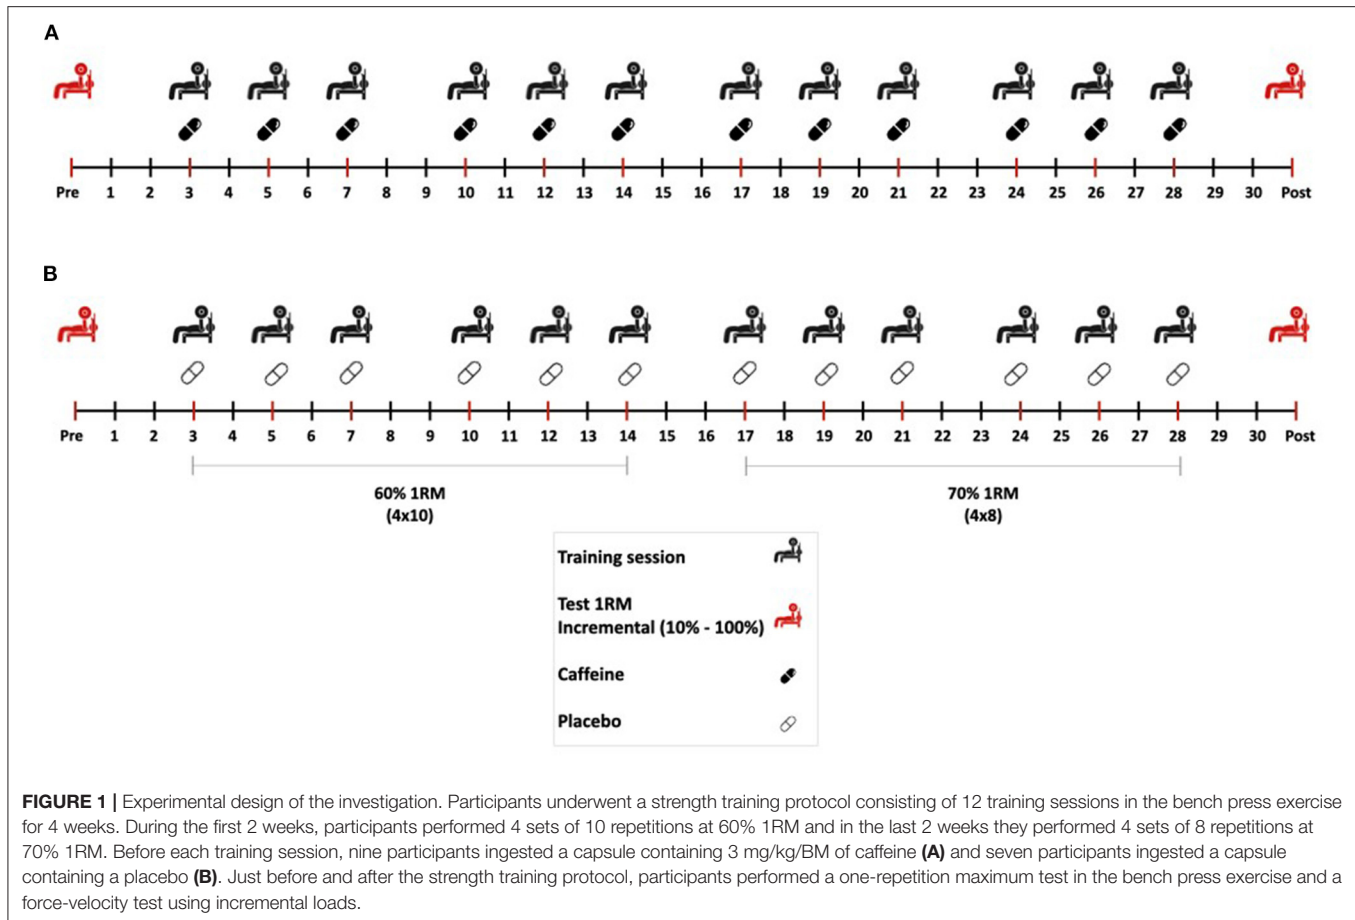 A
Pre 1 2 3 4 5 6 7 8 9 10 11 12 13 14 15 16 17 18 19 20 21 22 23 24 25 26 27 28 29 30 Post
B
Pre 1 2 3 4 5 6 7 8 9 10 11 12 13 14 15 16 17 18 19 20 21 22 23 24 25 26 27 28 29 30 Post
60% 1RM
(4x10)
70% 1RM
(4x8)
Training session
Test 1RM
Incremental (10% - 100%)
Caffeine
Placebo
FIGURE 1 | Experimental design of the investigation. Participants underwent a strength training protocol consisting of 12 training sessions in the bench press exercise
for 4 weeks. During the first 2 weeks, participants performed 4 sets of 10 repetitions at 60% 1RM and in the last 2 weeks they performed 4 sets of 8 repetitions at
70% 1RM. Before each training session, nine participants ingested a capsule containing 3 mg/kg/BM of caffeine (A) and seven participants ingested a capsule
containing a placebo (B). Just before and after the strength training protocol, participants performed a one-repetition maximum test in the bench press exercise and a
force-velocity test using incremental loads.